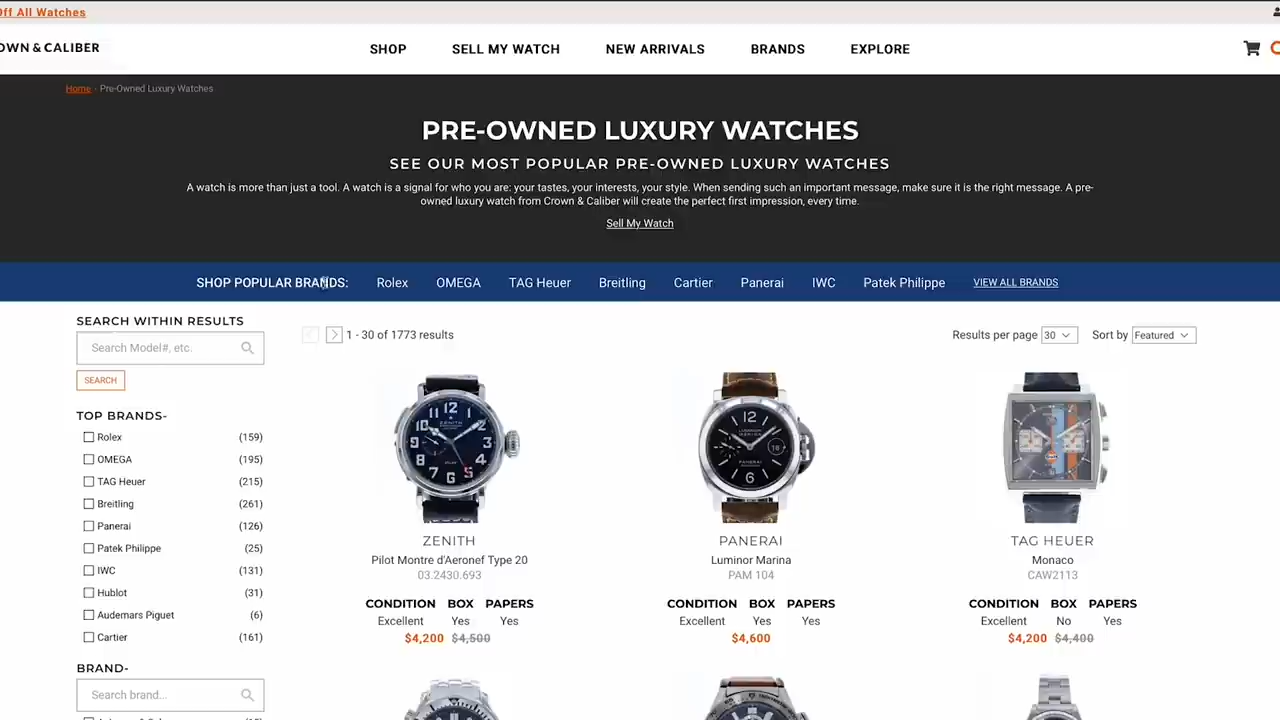 Off All Watches
OWN & CALIBER
SHOP
SELL MY WATCH
NEW ARRIVALS
BRANDS
EXPLORE
Home › Pre-Owned Luxury Watches
PRE-OWNED LUXURY WATCHES
SEE OUR MOST POPULAR PRE-OWNED LUXURY WATCHES
A watch is more than just a tool. A watch is a signal for who you are: your tastes, your interests, your style. When sending such an important message, make sure it is the right message. A pre-
owned luxury watch from Crown & Caliber will create the perfect first impression, every time.
Sell My Watch
SHOP POPULAR BRANDS: Rolex OMEGA TAG Heuer Breitling Cartier Panerai IWC Patek Philippe VIEW ALL BRANDS
SEARCH WITHIN RESULTS
Search Model#, etc.
SEARCH
TOP BRANDS-
Rolex (159)
OMEGA (195)
TAG Heuer (215)
Breitling (261)
Panerai (126)
Patek Philippe (25)
IWC (131)
Hublot (31)
Audemars Piguet (6)
Cartier (161)
BRAND-
Search brand...
1 - 30 of 1773 results
Results per page 30
Sort by Featured
ZENITH
Pilot Montre d'Aeronef Type 20
03.2430.693
CONDITION BOX PAPERS
Excellent Yes Yes
$4,200 $4,500
PANERAI
Luminor Marina
PAM 104
CONDITION BOX PAPERS
Excellent Yes Yes
$4,600
TAG HEUER
Monaco
CAW2113
CONDITION BOX PAPERS
Excellent No Yes
$4,200 $4,400